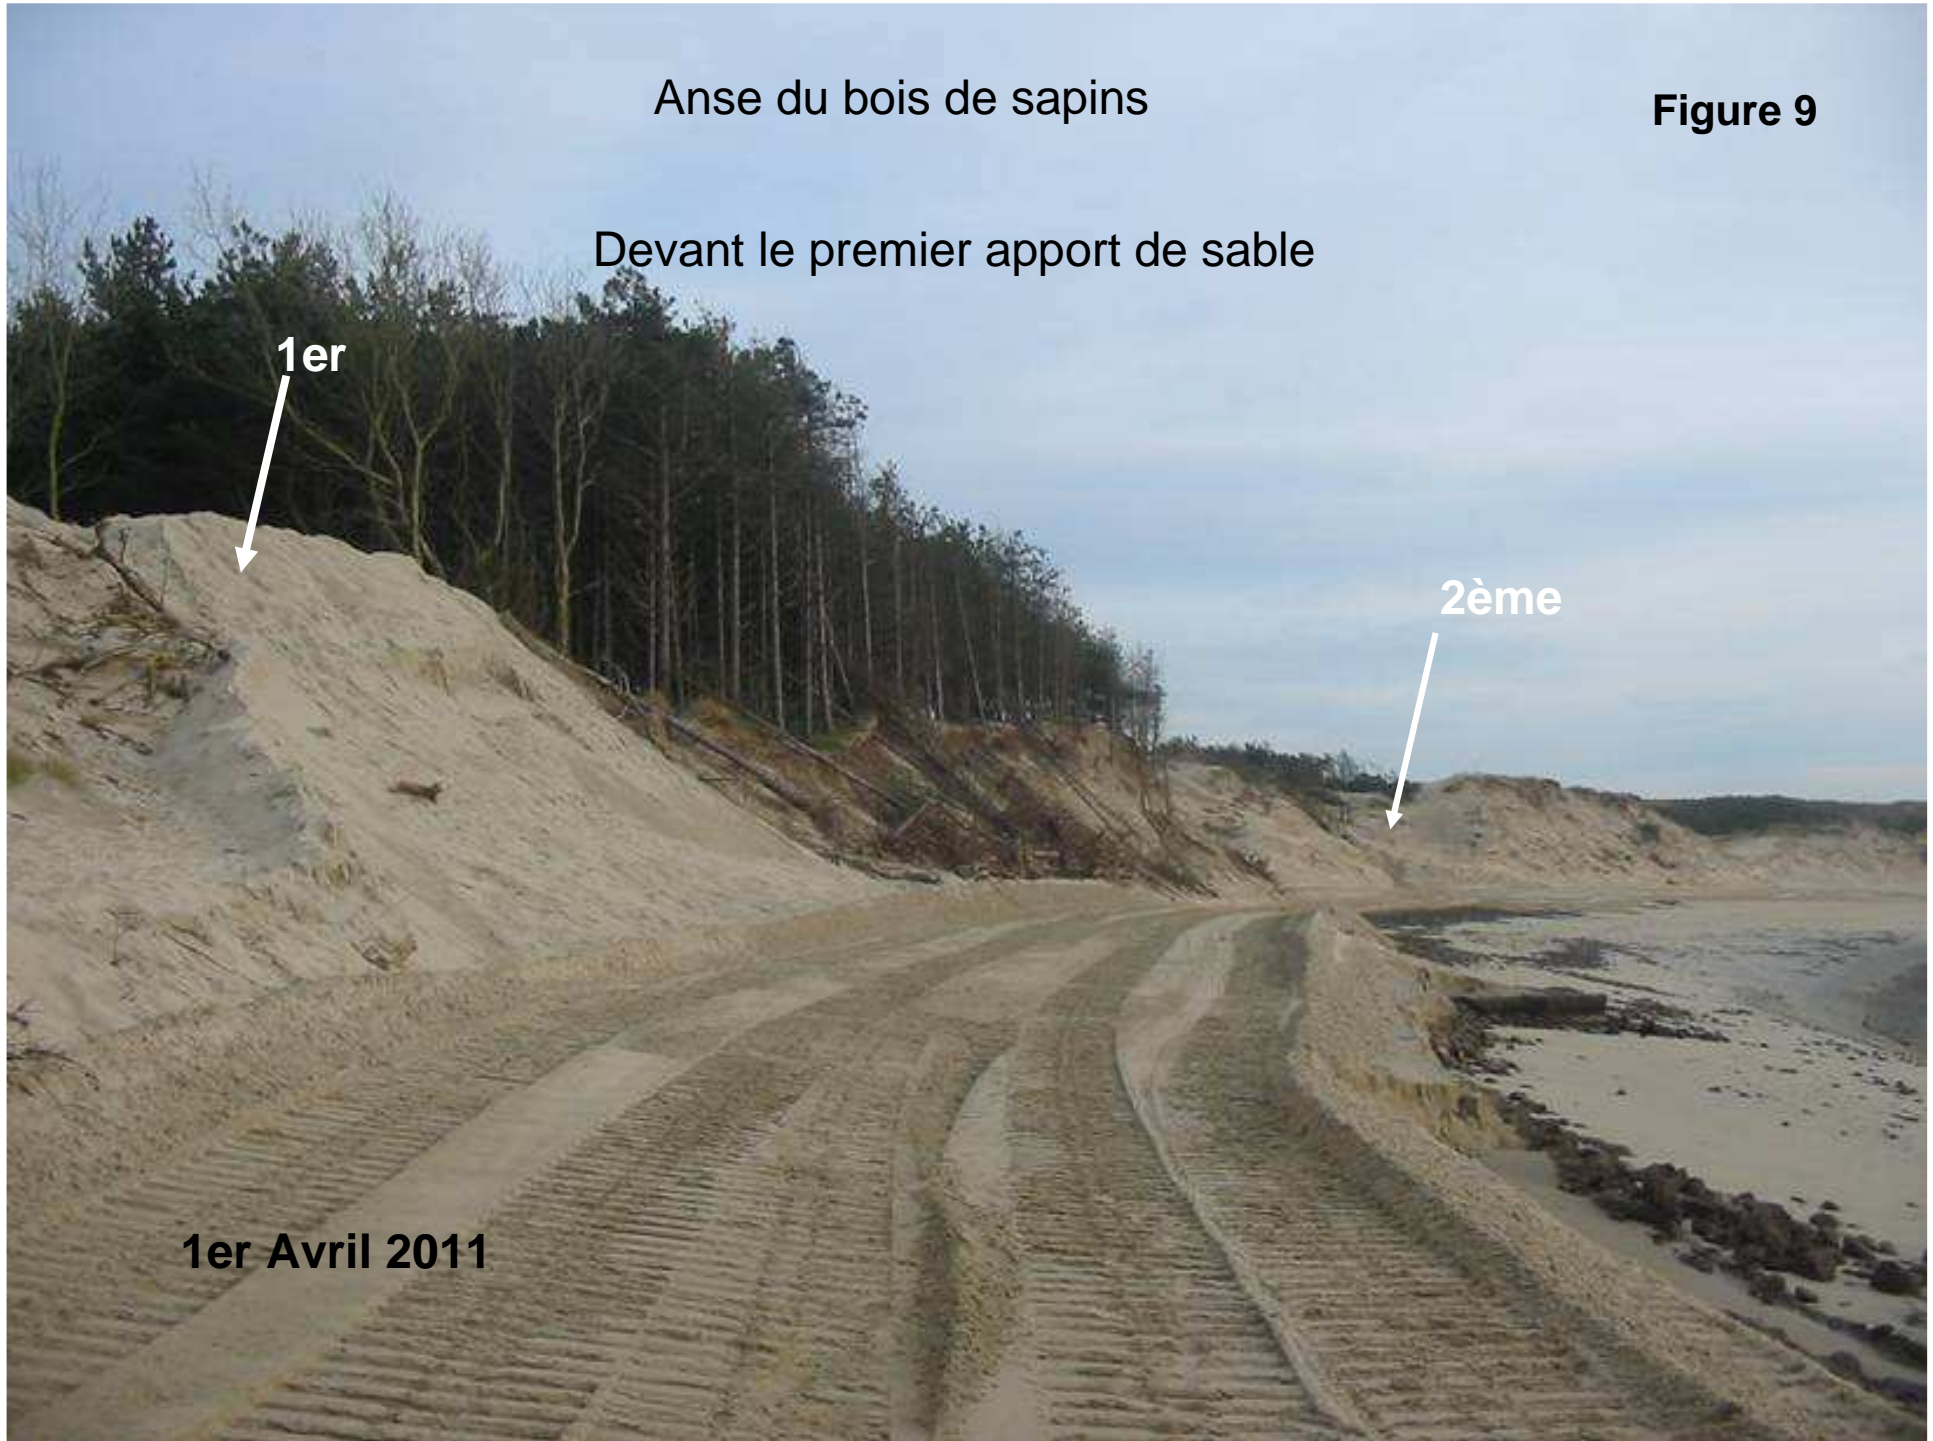 Anse du bois de sapins
Figure 9
Devant le premier apport de sable
1er
2ème
1er Avril 2011